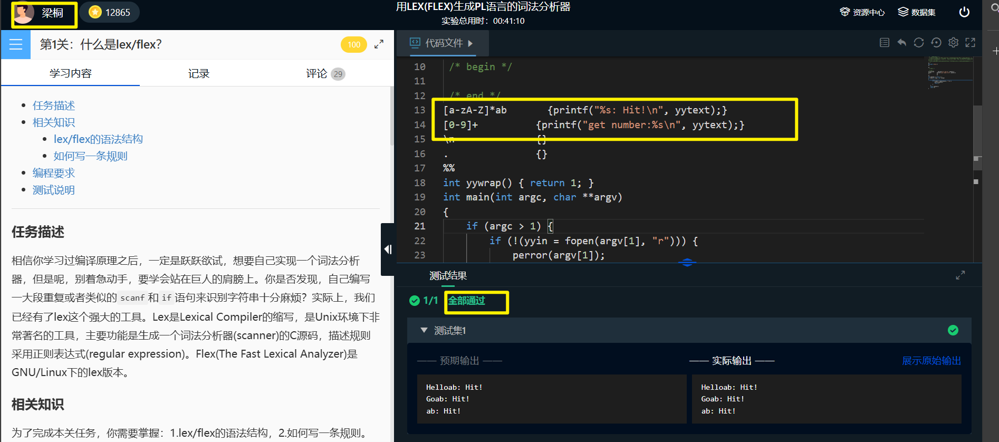 梁桐
12865
用LEX(FLEX)生成PL语言的词法分析器
实验总用时：00:41:10
资源中心
数据集
第1关：什么是lex/flex？
100
学习内容
记录
评论 29
任务描述
相关知识
lex/flex的语法结构
如何写一条规则
编程要求
测试说明
任务描述
相信你学习过编译原理之后，一定是跃跃欲试，想要自己实现一个词法分析
器，但是呢，别着急动手，要学会站在巨人的肩膀上。你是否发现，自己编写
一大段重复或者类似的 scanf 和 if 语句来识别字符串十分麻烦？实际上，我们
已经有了lex这个强大的工具。Lex是Lexical Compiler的缩写，是Unix环境下非
常著名的工具，主要功能是生成一个词法分析器(scanner)的C源码，描述规则
采用正则表达式(regular expression)。Flex(The Fast Lexical Analyzer)是
GNU/Linux下的lex版本。
相关知识
为了完成本关任务，你需要掌握：1.lex/flex的语法结构，2.如何写一条规则。
代码文件
10 /* begin */
11
12 /* end */
13 [a-zA-Z]*ab {printf("%s: Hit!\n", yytext);}
14 [0-9]+ {printf("get number:%s\n", yytext);}
15 \n {}
16 . {}
17 %%
18 int yywrap() { return 1; }
19 int main(int argc, char **argv)
20 {
21 if (argc > 1) {
22 if (!(yyin = fopen(argv[1], "r"))) {
23 perror(argv[1]);
测试结果
1/1 全部通过
测试集1
—— 预期输出 ——
Helloab: Hit!
Goab: Hit!
ab: Hit!
—— 实际输出 ——
展示原始输出
Helloab: Hit!
Goab: Hit!
ab: Hit!